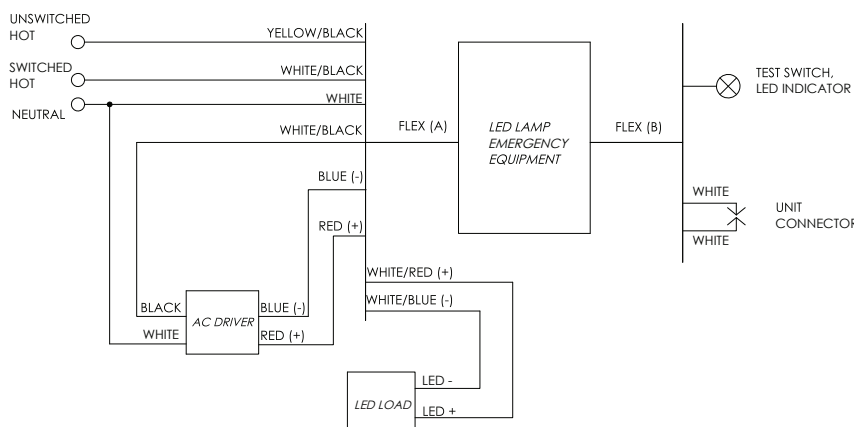 UNSWITCHED
HOT
YELLOW/BLACK
SWITCHED
HOT
WHITE/BLACK
NEUTRAL
WHITE
WHITE/BLACK
FLEX (A)
LED LAMP
EMERGENCY
EQUIPMENT
FLEX (B)
TEST SWITCH,
LED INDICATOR
BLUE (-)
RED (+)
WHITE
WHITE
UNIT
CONNECTOR
WHITE/RED (+)
WHITE/BLUE (-)
BLACK
WHITE
AC DRIVER
BLUE (-)
RED (+)
LED LOAD
LED -
LED +